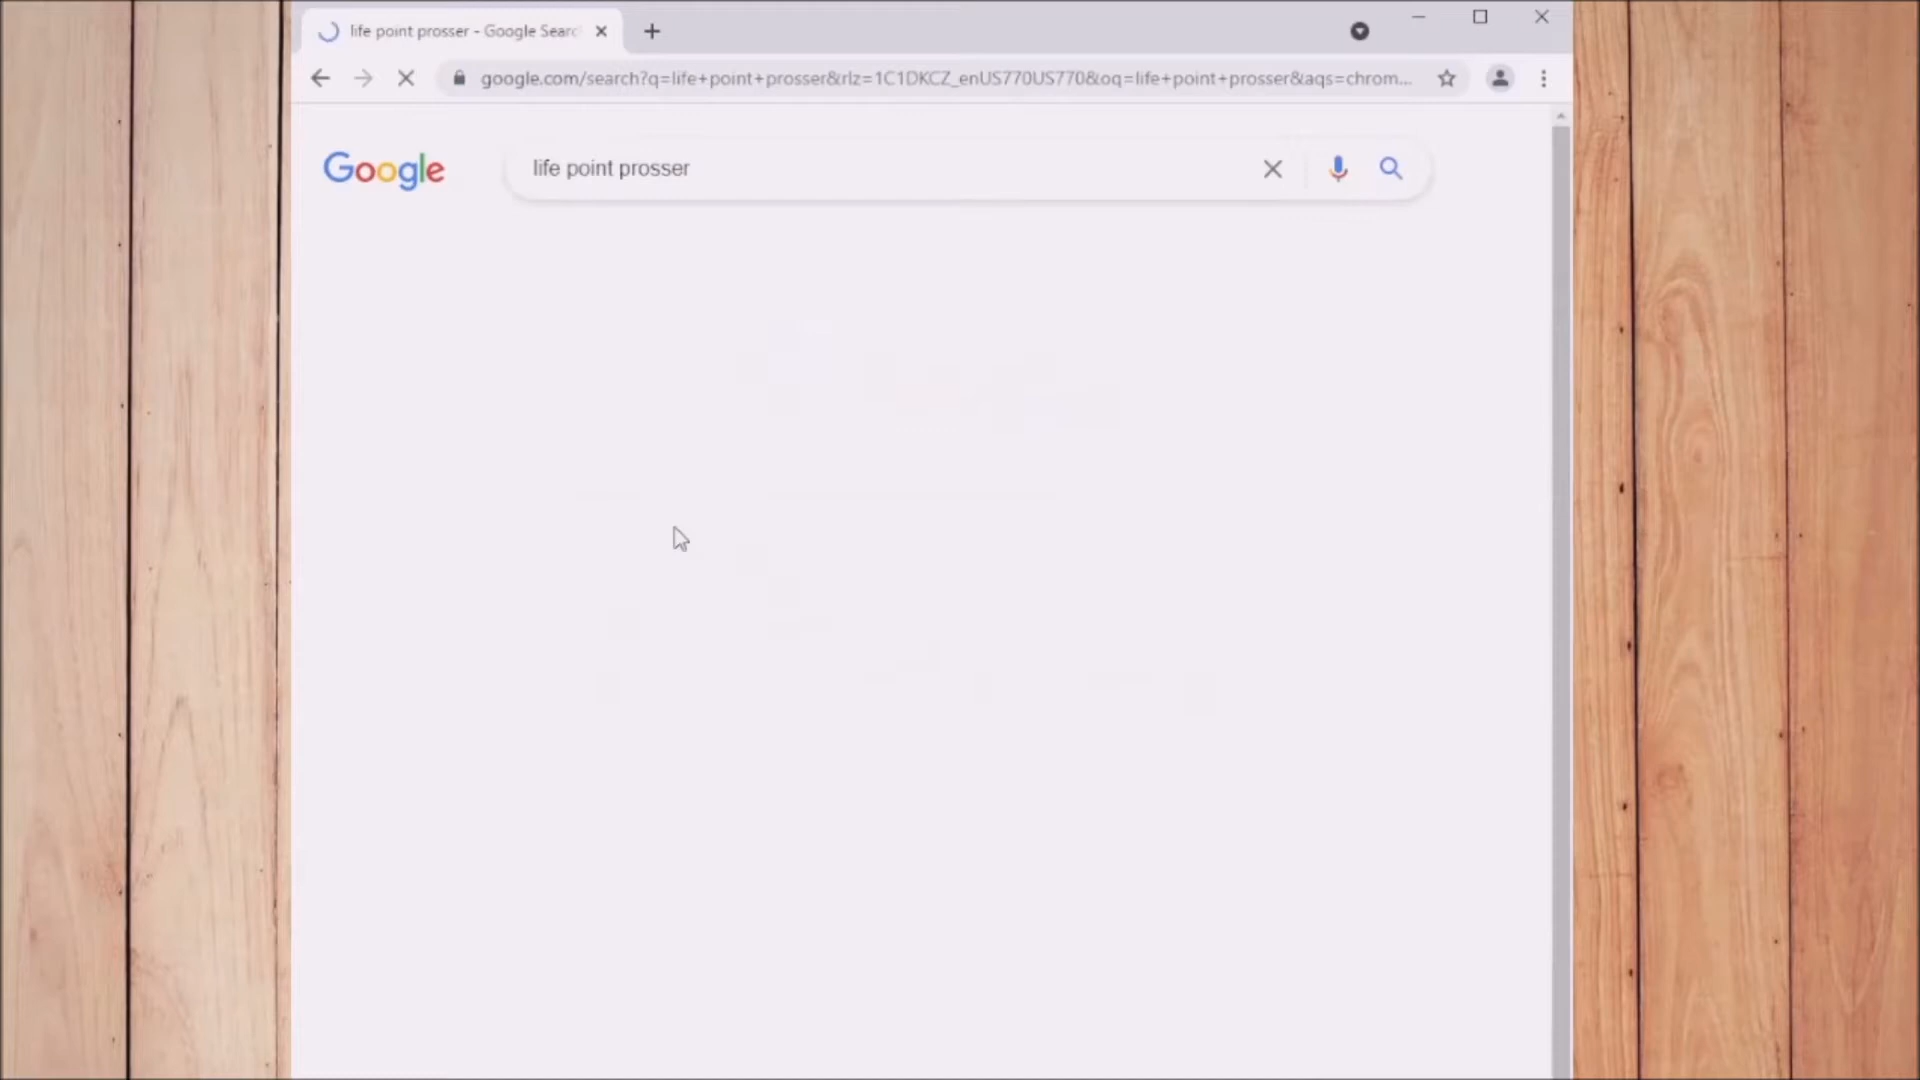 life point prosser - Google Searc
google.com/search?q=life+point+prosser&rlz=1C1DKCZ_enUS770US770&oq=life+point+prosser&aqs=chrom...
Google
life point prosser